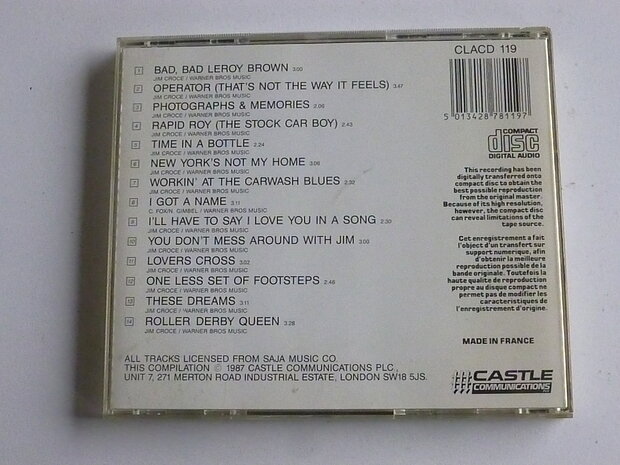 CLACD 119
1 BAD, BAD LEROY BROWN 3:00
JIM CROCE / WARNER BROS MUSIC
2 OPERATOR (THAT'S NOT THE WAY IT FEELS) 3.47
JIM CROCE / WARNER BROS MUSIC
3 PHOTOGRAPHS & MEMORIES 2.06
JIM CROCE / WARNER BROS MUSIC
4 RAPID ROY (THE STOCK CAR BOY) 2.43
JIM CROCE / WARNER BROS MUSIC
5 TIME IN A BOTTLE 2.24
JIM CROCE / WARNER BROS MUSIC
6 NEW YORK'S NOT MY HOME 3:06
JIM CROCE / WARNER BROS MUSIC
7 WORKIN' AT THE CARWASH BLUES 2.32
JIM CROCE / WARNER BROS MUSIC
8 I GOT A NAME 3.11
C. FOXIN. GIMBEL / WARNER BROS MUSIC
9 I'LL HAVE TO SAY I LOVE YOU IN A SONG 2.30
JIM CROCE / WARNER BROS MUSIC
10 YOU DON'T MESS AROUND WITH JIM 3:00
JIM CROCE / WARNER BROS MUSIC
11 LOVERS CROSS 3.02
JIM CROCE / WARNER BROS MUSIC
12 ONE LESS SET OF FOOTSTEPS 2.46
JIM CROCE / WARNER BROS MUSIC
13 THESE DREAMS 3.11
JIM CROCE / WARNER BROS MUSIC
14 ROLLER DERBY QUEEN 3.28
JIM CROCE / WARNER BROS MUSIC
ALL TRACKS LICENSED FROM SAJA MUSIC CO.
THIS COMPILATION © 1987 CASTLE COMMUNICATIONS PLC.,
UNIT 7, 271 MERTON ROAD INDUSTRIAL ESTATE, LONDON SW18 5JS.
5 013428 781197
COMPACT
disc
DIGITAL AUDIO
This recording has been
digitally transferred onto
compact disc to obtain the
best possible reproduction
from the original master.
Because of its high resolution,
however, the compact disc
can reveal limitations of the
tape source.
Cet enregistrement a fait
l'object d'un transfert sur
support numerique, afin
d'obtenir la meilleure
reproduction possible de la
bande originale. Toutefois la
haute qualite de reproduction
propre au disque compact ne
permet pas de modifier les
caracteristiques de
l'enregistrement d'origine.
MADE IN FRANCE
CASTLE
COMMUNICATIONS